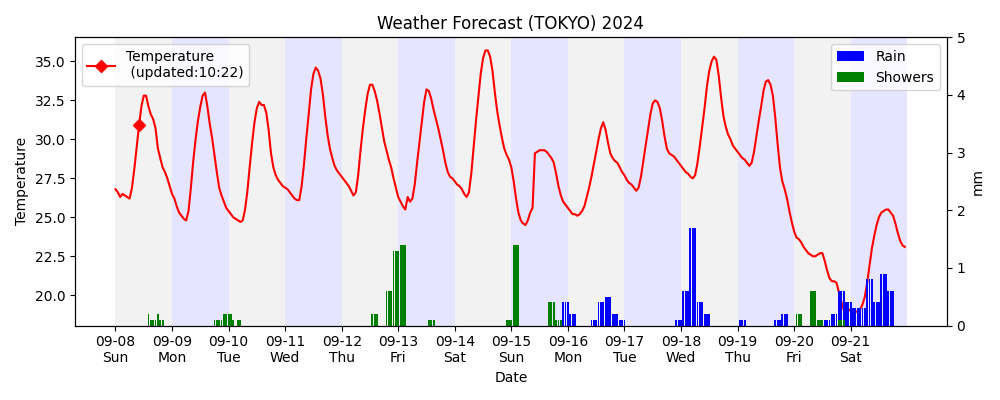 Weather Forecast (TOKYO) 2024
Temperature
(updated:10:22)
Rain
Showers
Temperature
35.0
32.5
30.0
27.5
25.0
22.5
20.0
mm
5
4
3
2
1
0
09-08 09-09 09-10 09-11 09-12 09-13 09-14 09-15 09-16 09-17 09-18 09-19 09-20 09-21
Sun Mon Tue Wed Thu Fri Sat Sun Mon Tue Wed Thu Fri Sat
Date